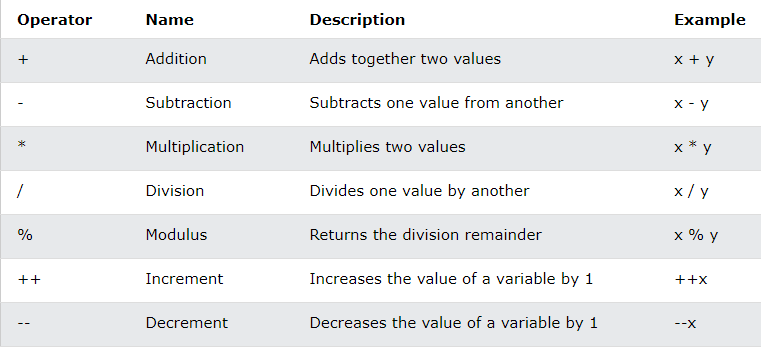 Operator Name Description Example
+ Addition Adds together two values x + y
- Subtraction Subtracts one value from another x - y
* Multiplication Multiplies two values x * y
/ Division Divides one value by another x / y
% Modulus Returns the division remainder x % y
++ Increment Increases the value of a variable by 1 ++x
-- Decrement Decreases the value of a variable by 1 --x